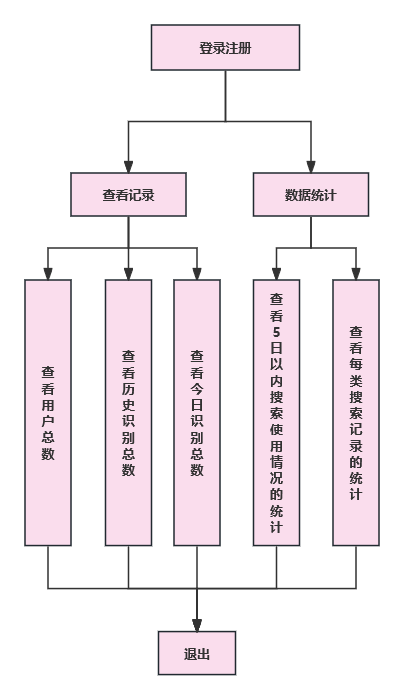 登录注册
查看记录
数据统计
查看用户总数
查看历史识别总数
查看今日识别总数
查看5日以内搜索使用情况的统计
查看每类搜索记录的统计
退出